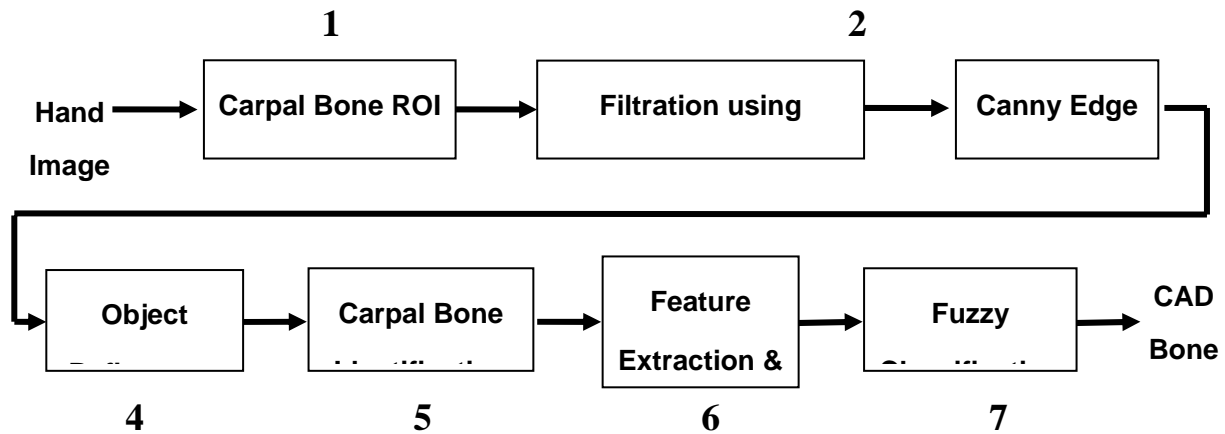 1
2
Hand
Image
Carpal Bone ROI
Filtration using
Canny Edge
Object
Carpal Bone
Feature
Extraction &
Fuzzy
CAD
Bone
4
5
6
7